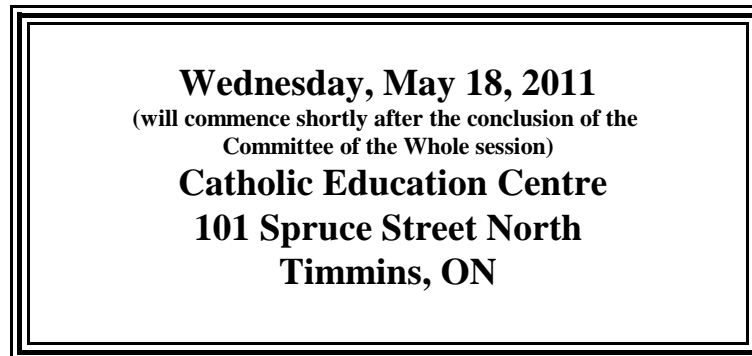 Wednesday, May 18, 2011
(will commence shortly after the conclusion of the
Committee of the Whole session)
Catholic Education Centre
101 Spruce Street North
Timmins, ON